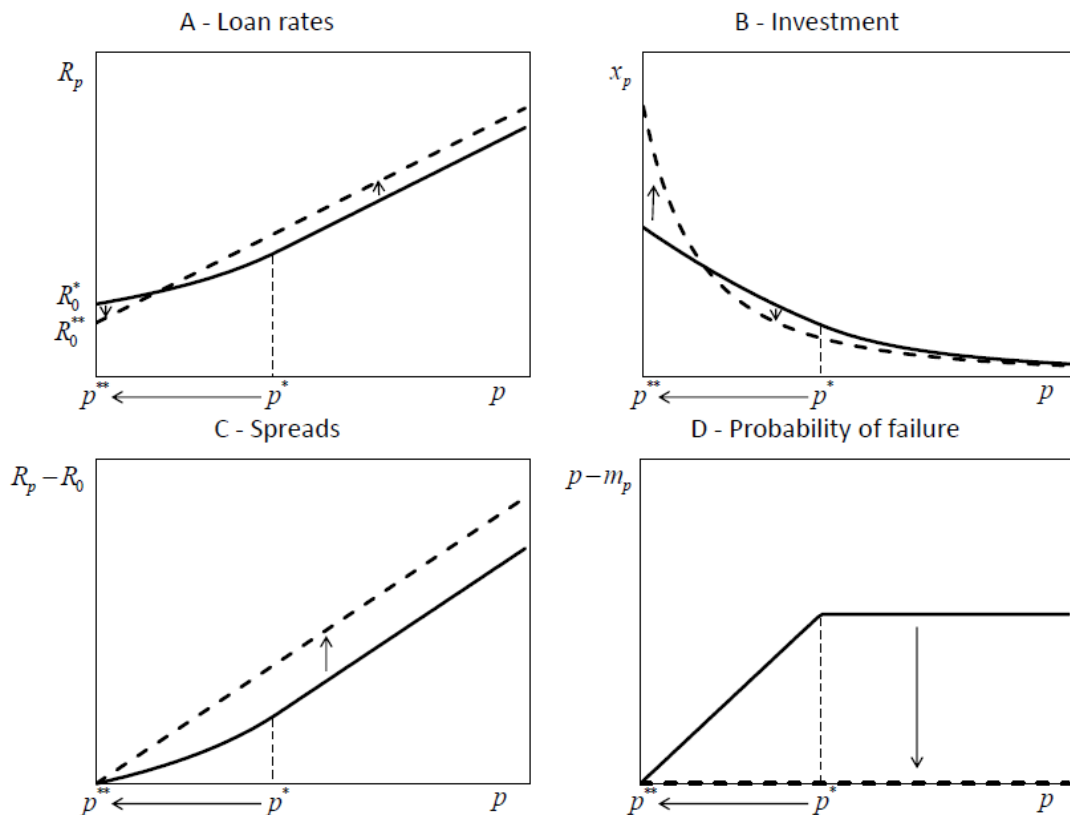 A - Loan rates
B - Investment
R_p
x_p
R_0^*
R_0^{**}
p^{**}
p^*
p
p^{**}
p^*
p
C - Spreads
D - Probability of failure
R_p − R_0
p − m_p
p^{**}
p^*
p
p^{**}
p^*
p